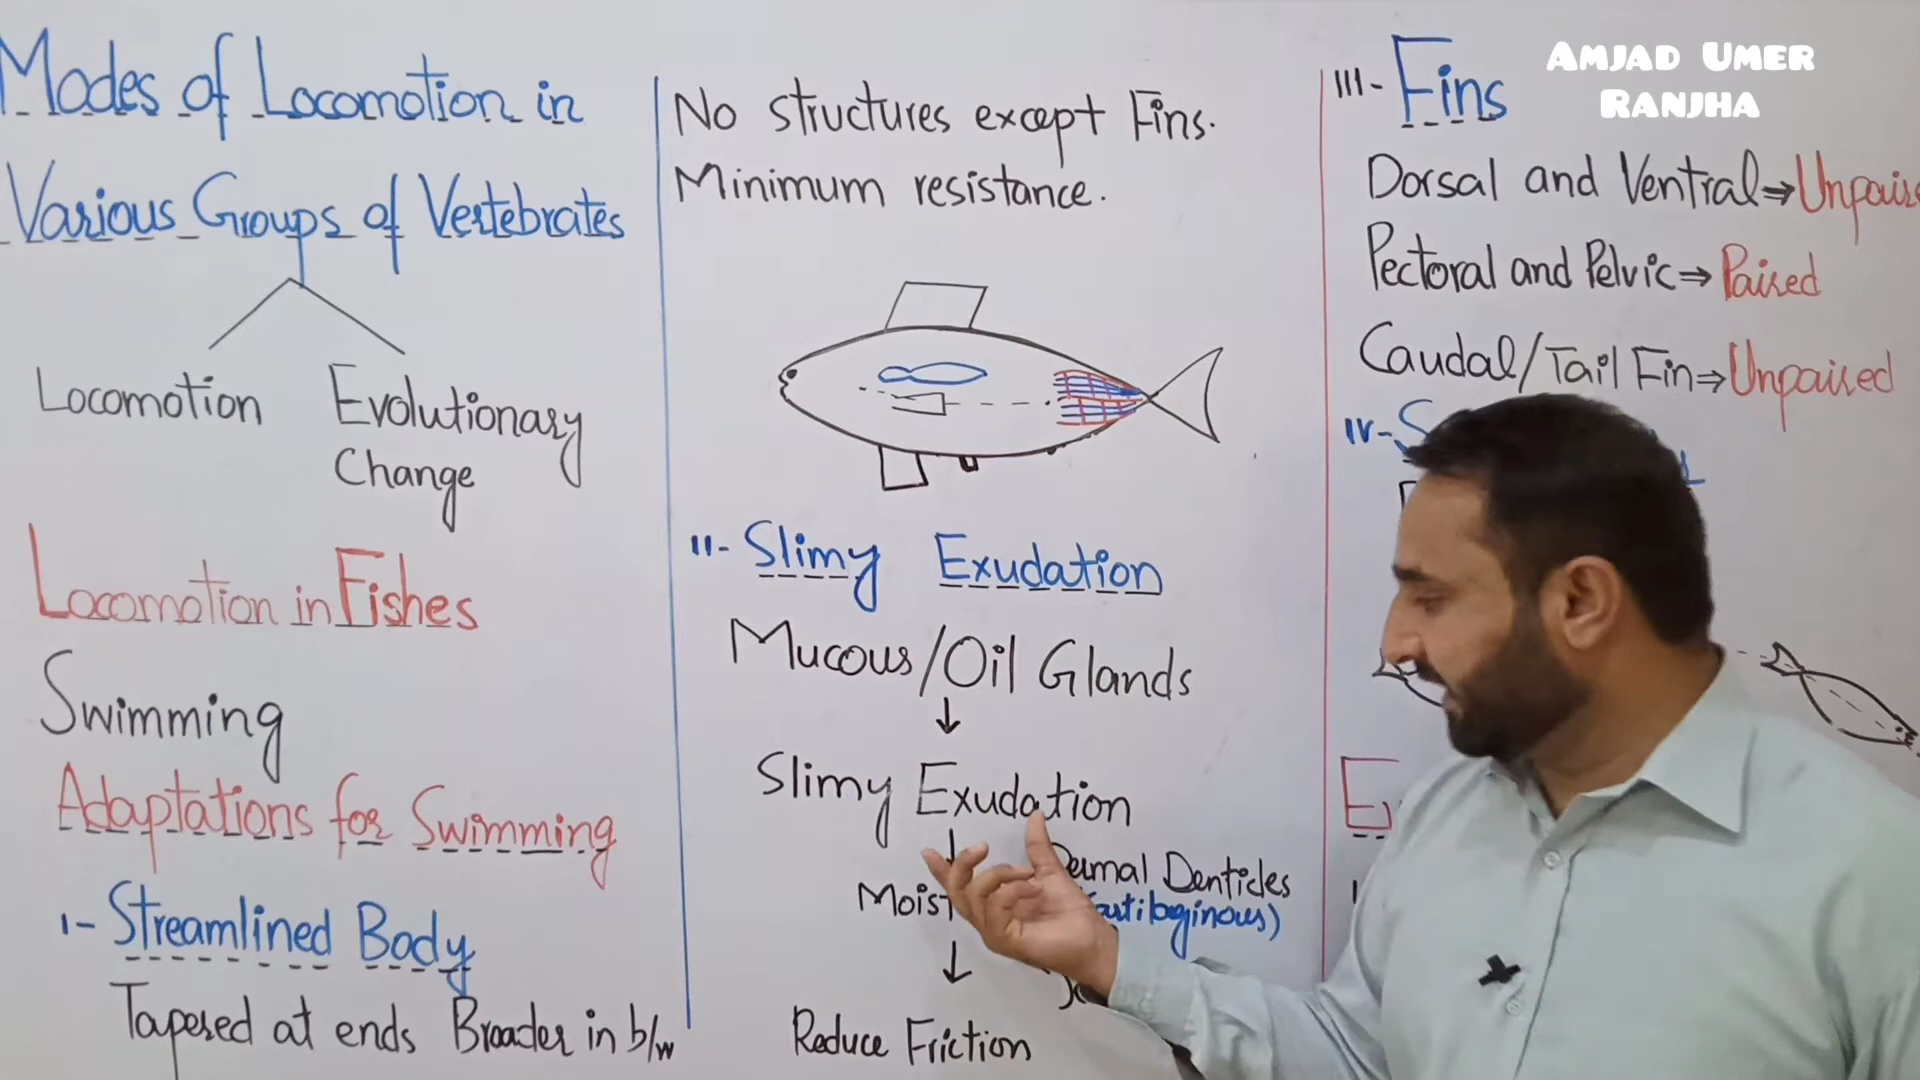 Modes of Locomotion in
Various Groups of Vertebrates
Locomotion
Evolutionary
Change
Locomotion in Fishes
Swimming
Adaptations for Swimming
I- Streamlined Body
Tapered at ends Broader in b/w
No structures except Fins.
Minimum resistance.
II- Slimy Exudation
Mucous/Oil Glands
↓
Slimy Exudation
↓
Moist
Dermal Denticles
(Cartilaginous)
↓
Reduce Friction
AMJAD UMER
RANJHA
III- Fins
Dorsal and Ventral⇒
Pectoral and Pelvic⇒Paired
Caudal/Tail Fin⇒Unpaired
IV-